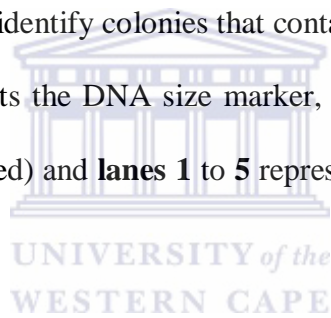 identify colonies that conta
ts the DNA size marker,
ed) and lanes 1 to 5 repres
UNIVERSITY of the
WESTERN CAPE